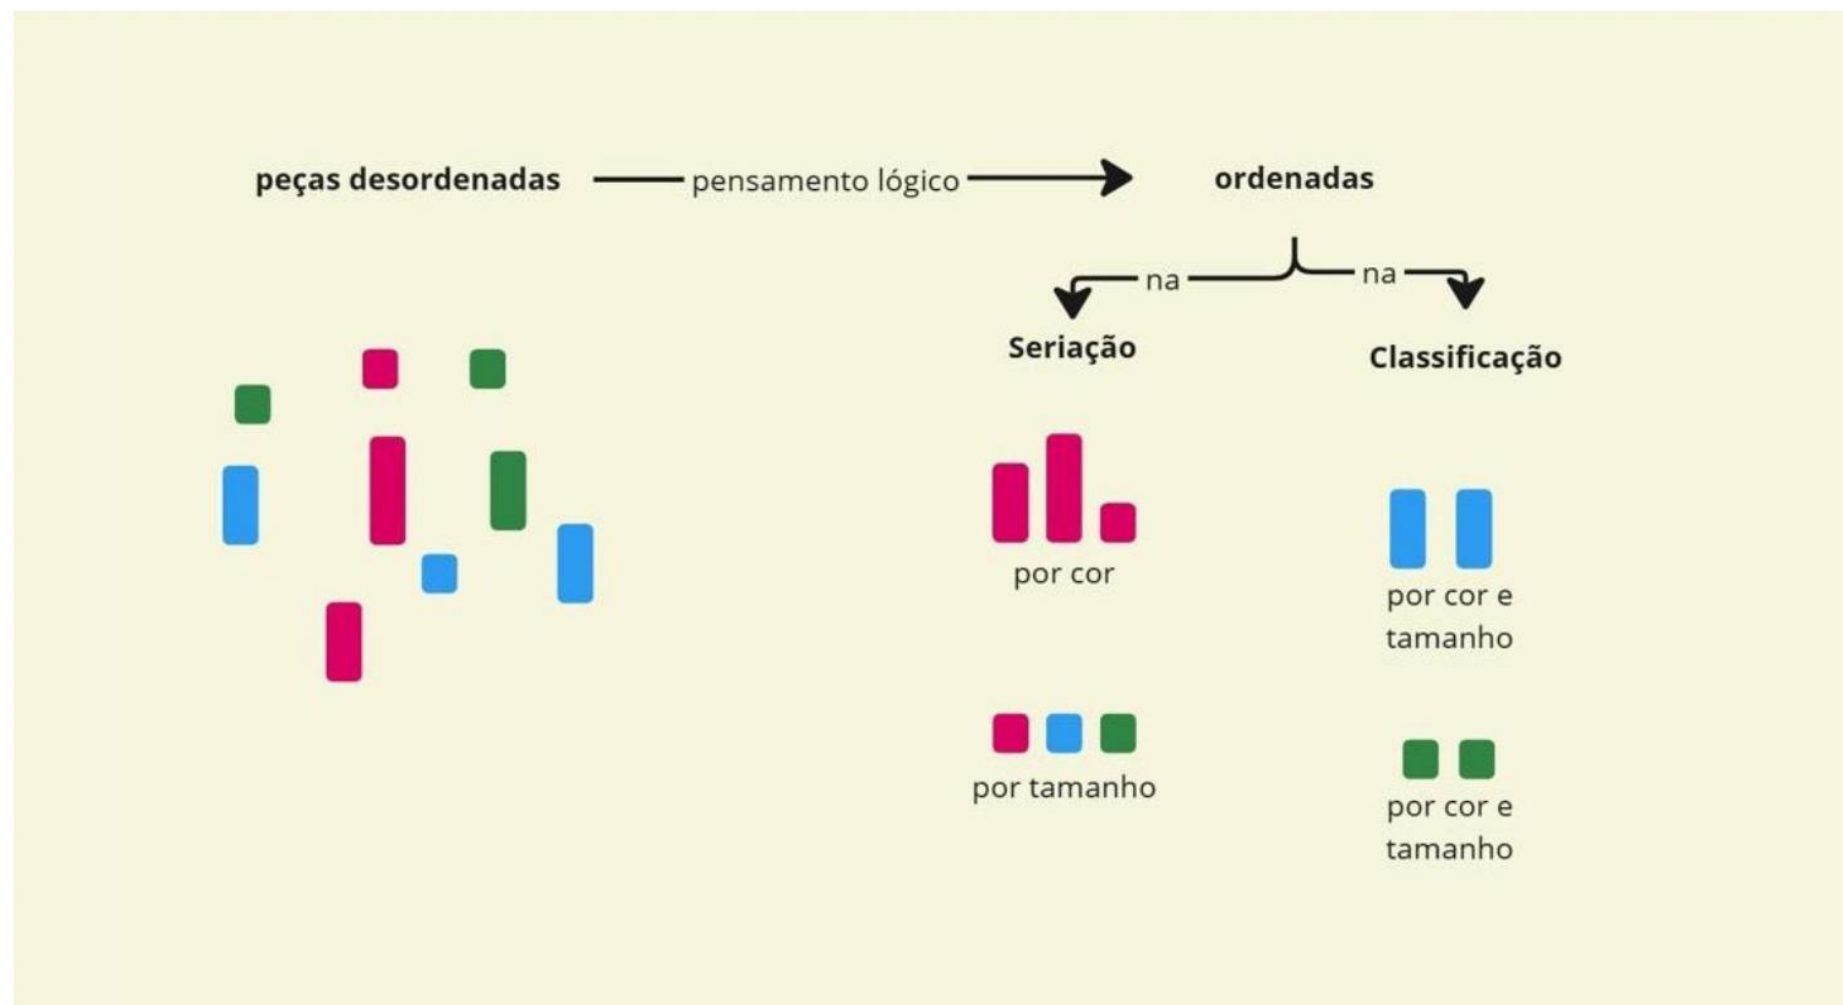 peças desordenadas
pensamento lógico
ordenadas
na
na
Seriação
Classificação
por cor
por cor e
tamanho
por tamanho
por cor e
tamanho